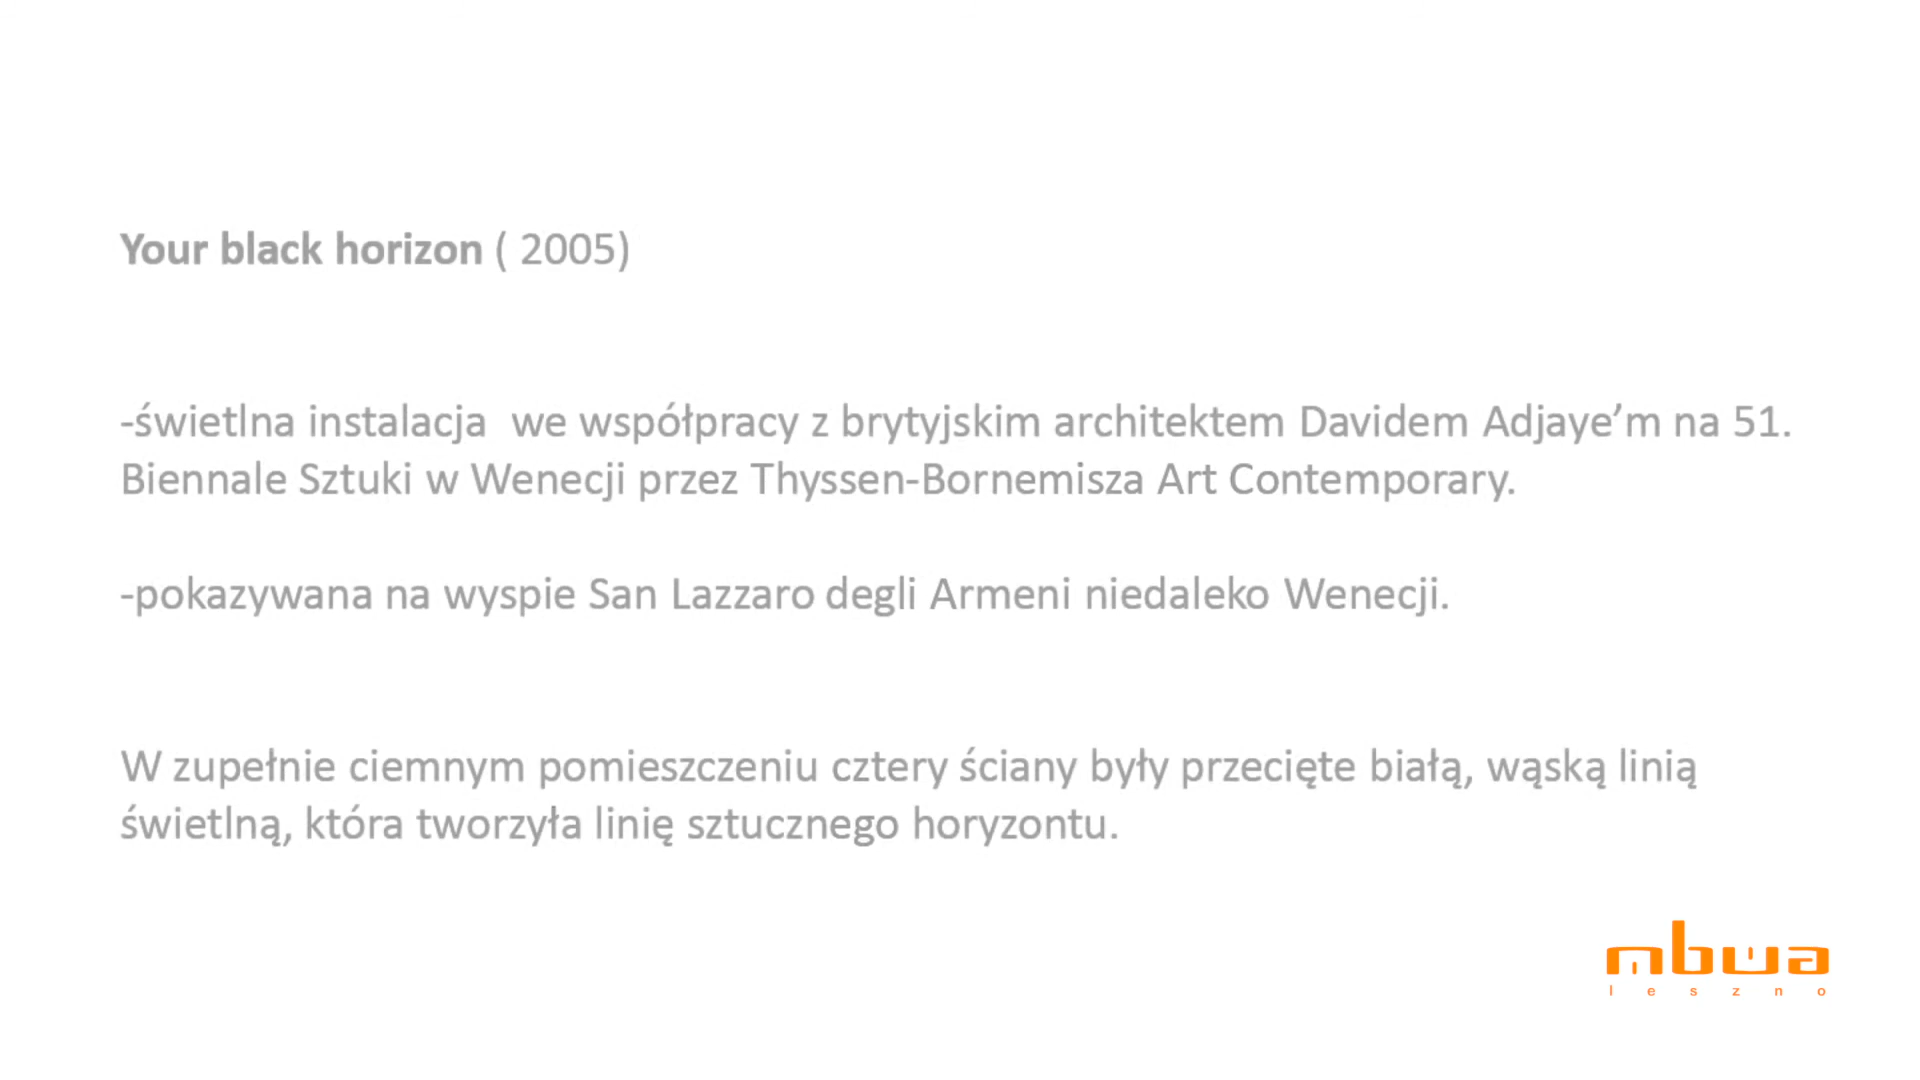 Your black horizon ( 2005)
-świetlna instalacja  we współpracy z brytyjskim architektem Davidem Adjaye’m na 51.
Biennale Sztuki w Wenecji przez Thyssen-Bornemisza Art Contemporary.
-pokazywana na wyspie San Lazzaro degli Armeni niedaleko Wenecji.
W zupełnie ciemnym pomieszczeniu cztery ściany były przecięte białą, wąską linią
świetlną, która tworzyła linię sztucznego horyzontu.
mbwa
leszno